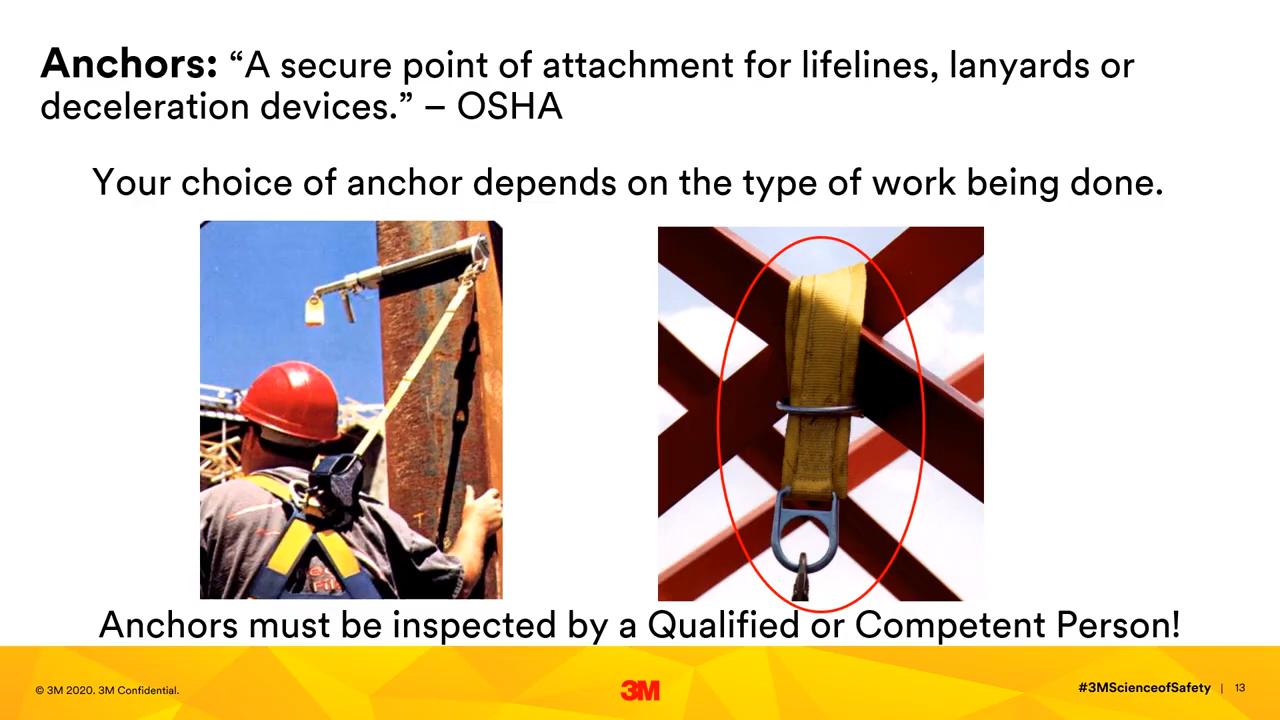 Anchors: “A secure point of attachment for lifelines, lanyards or
deceleration devices.” – OSHA
Your choice of anchor depends on the type of work being done.
Anchors must be inspected by a Qualified or Competent Person!
© 3M 2020. 3M Confidential.
3M
#3MScienceofSafety | 13